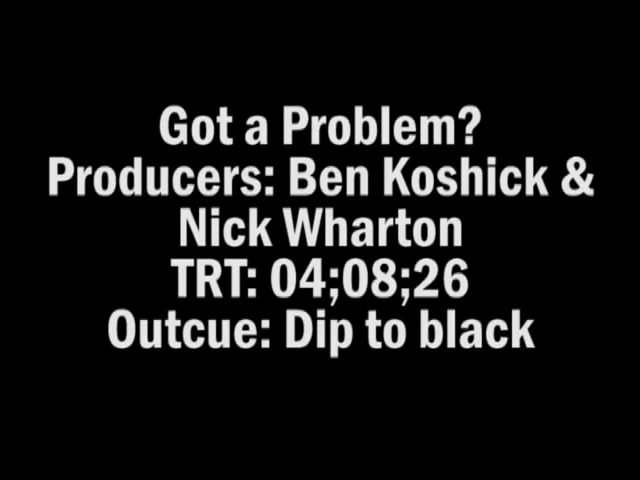 Got a Problem?
Producers: Ben Koshick &
Nick Wharton
TRT: 04;08;26
Outcue: Dip to black